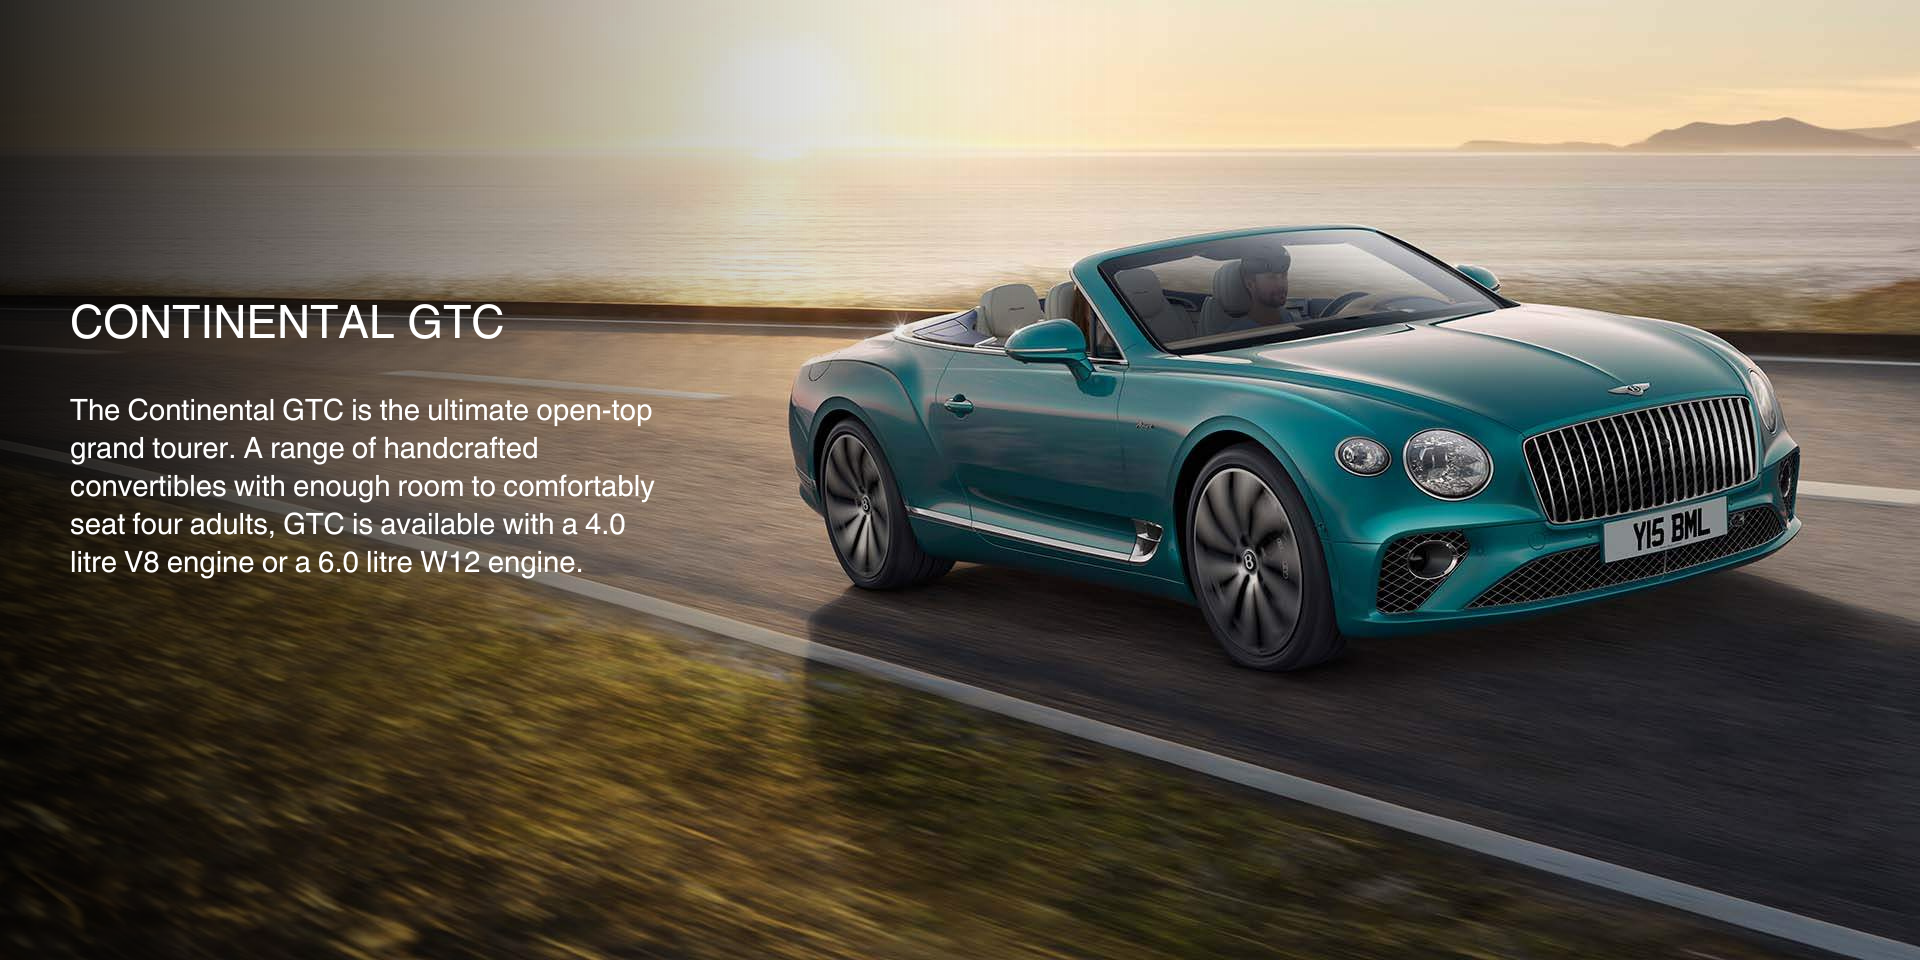 CONTINENTAL GTC
The Continental GTC is the ultimate open-top
grand tourer. A range of handcrafted
convertibles with enough room to comfortably
seat four adults, GTC is available with a 4.0
litre V8 engine or a 6.0 litre W12 engine.
Y15 BML